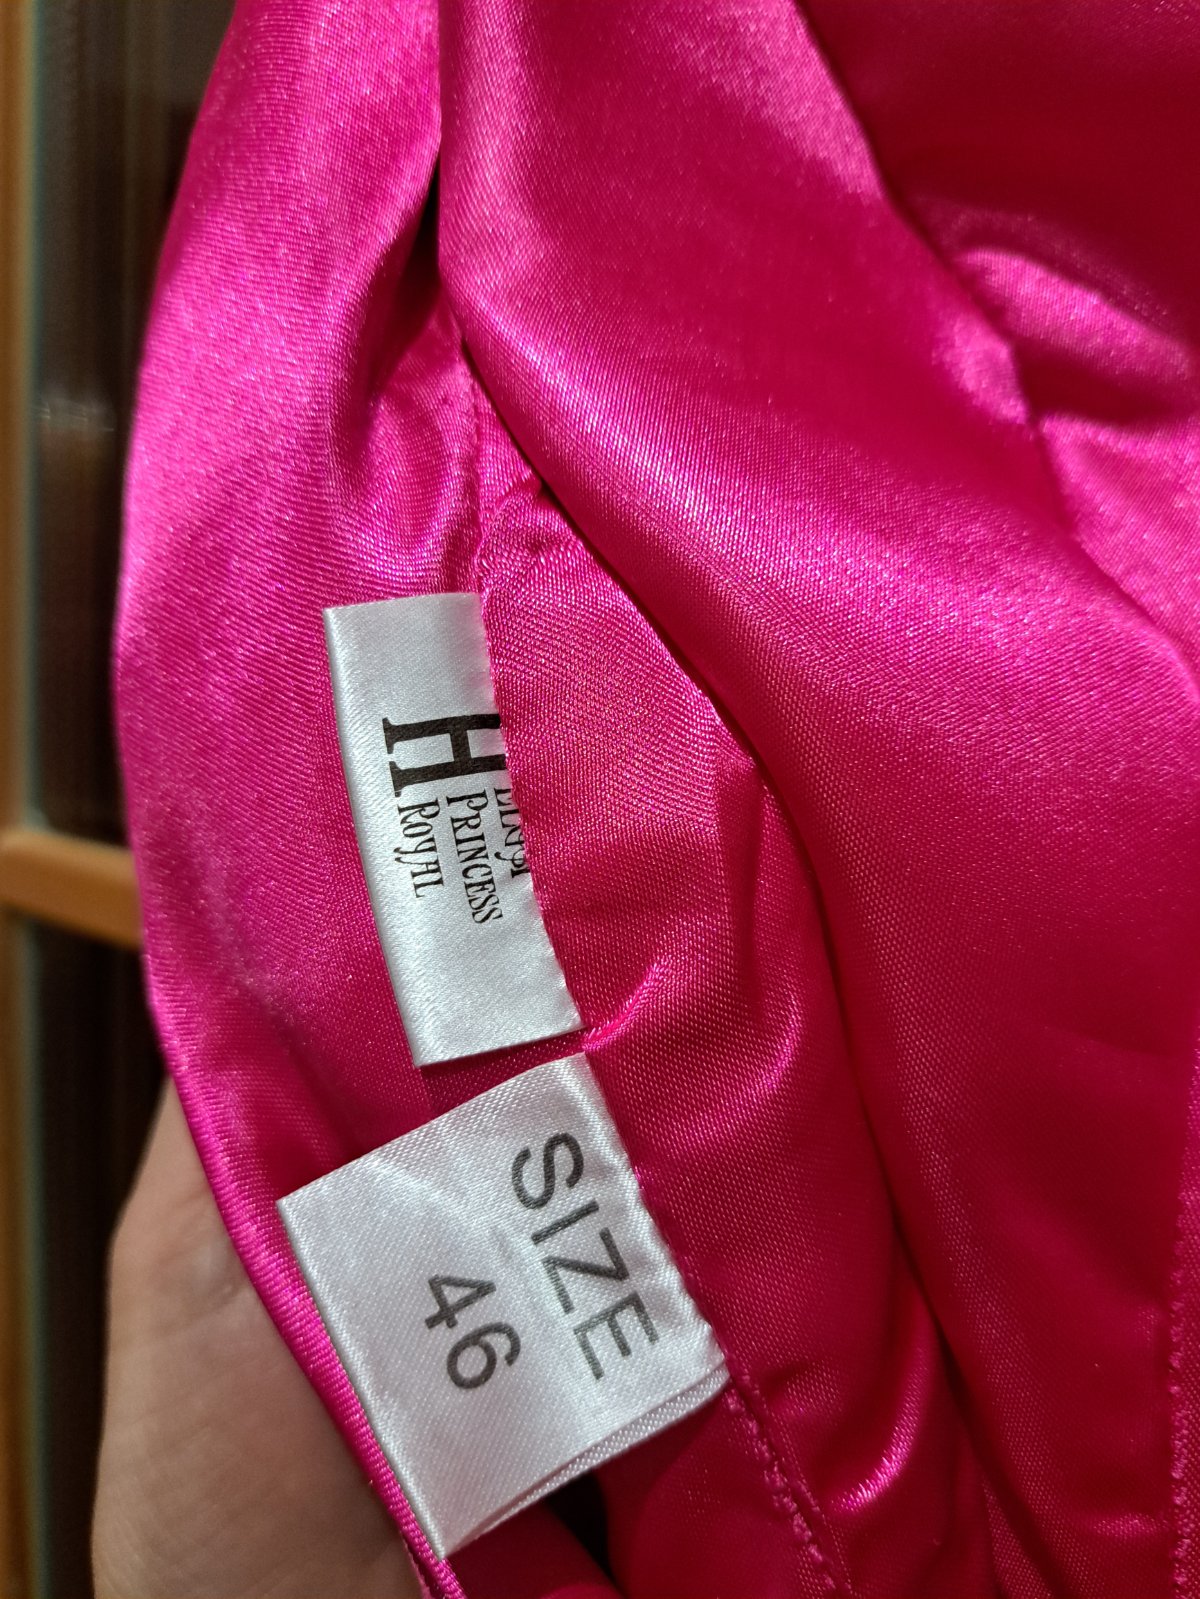 H
PRINCESS
ROYAL
SIZE
46